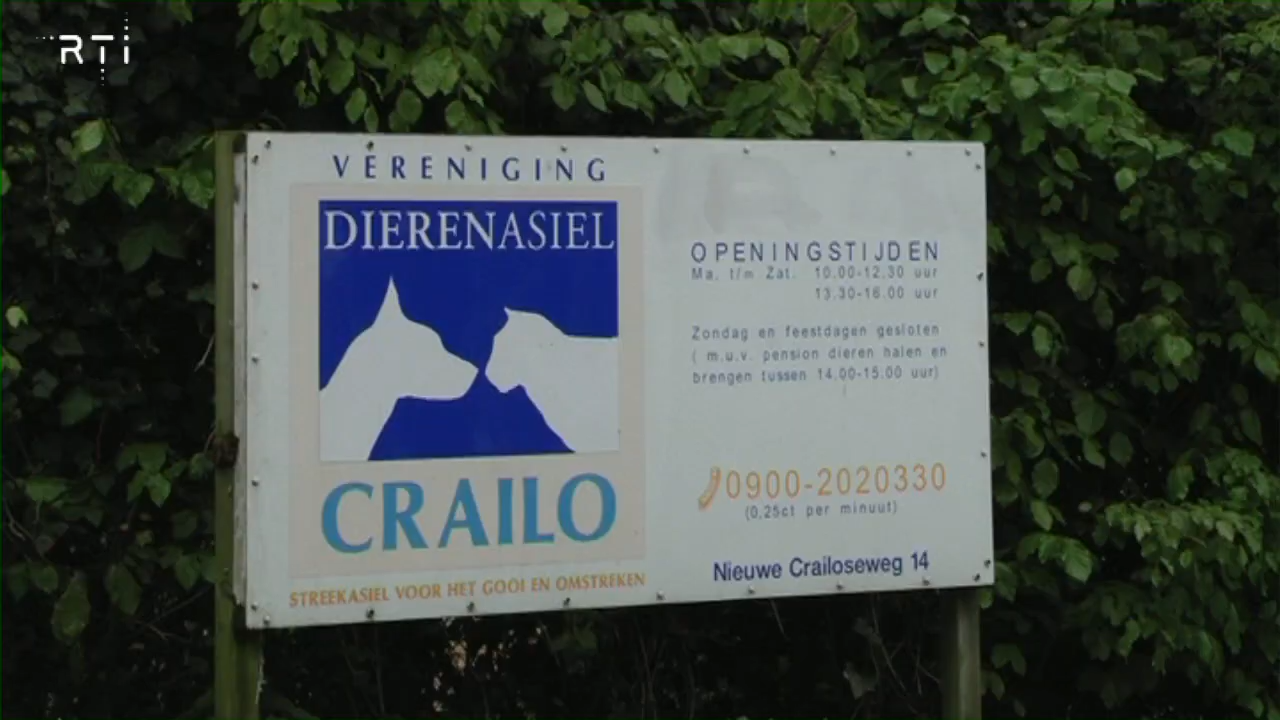 RTi
VERENIGING
DIERENASIEL
CRAILO
STREEKASIEL VOOR HET GOOI EN OMSTREKEN
OPENINGSTIJDEN
Ma. t/m Zat. 10.00-12.30 uur
13.30-16.00 uur
Zondag en feestdagen gesloten
( m.u.v. pension dieren halen en
brengen tussen 14.00-15.00 uur)
0900-2020330
(0,25ct per minuut)
Nieuwe Crailoseweg 14